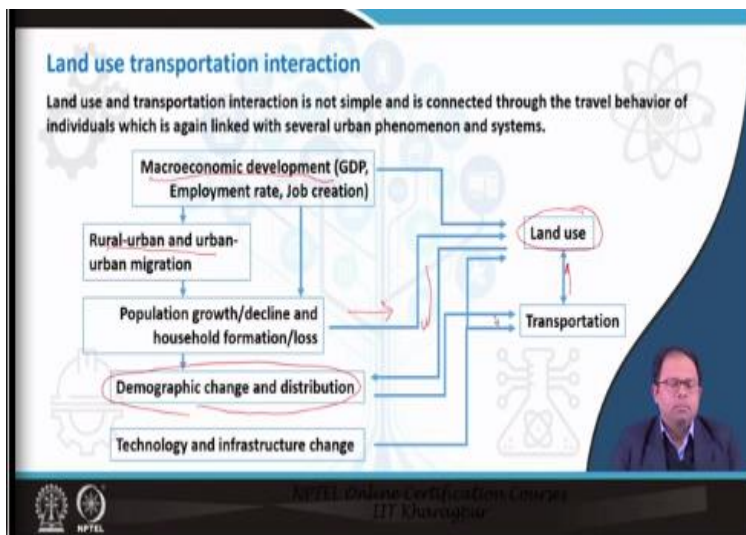 Land use transportation interaction
Land use and transportation interaction is not simple and is connected through the travel behavior of
individuals which is again linked with several urban phenomenon and systems.
Macroeconomic development (GDP,
Employment rate, Job creation)
Rural-urban and urban-
urban migration
Land use
Population growth/decline and
household formation/loss
Transportation
Demographic change and distribution
Technology and infrastructure change
NPTEL Online Certification Courses
IIT Kharagpur
NPTEL